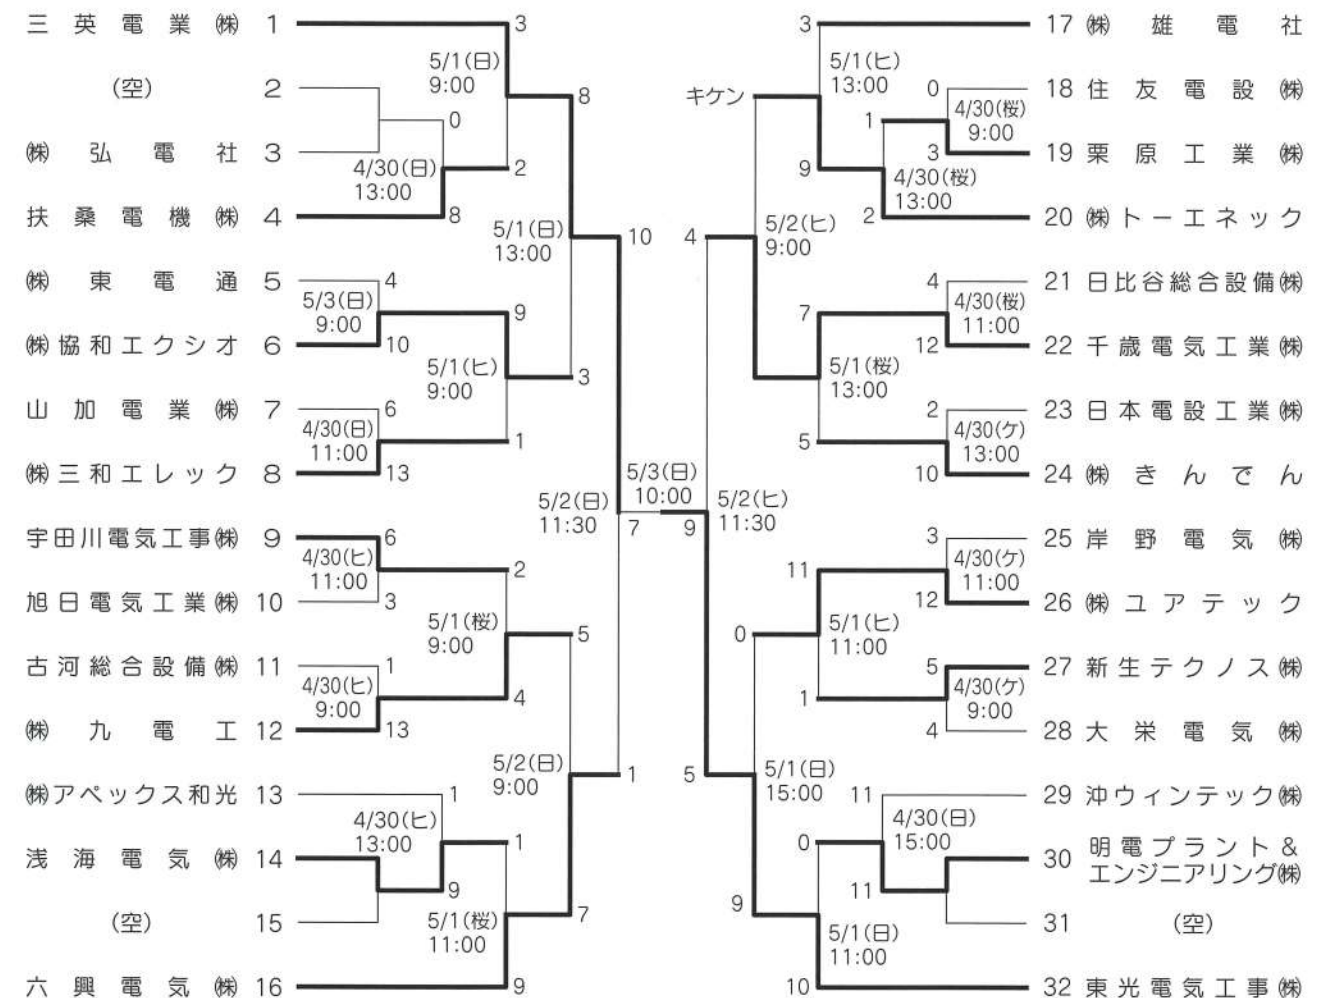 三英電業㈱ 1
(空) 2
㈱弘電社 3
扶桑電機㈱ 4
㈱東電通 5
㈱協和エクシオ 6
山加電業㈱ 7
㈱三和エレック 8
宇田川電気工事㈱ 9
旭日電気工業㈱ 10
古河総合設備㈱ 11
㈱九電工 12
㈱アペックス和光 13
浅海電気㈱ 14
(空) 15
六興電気㈱ 16
3
5/1(日)
9:00
8
0
4/30(日)
13:00
2
8
5/1(日)
13:00
10
4
5/3(日)
9:00
9
10
5/1(ヒ)
9:00
3
6
4/30(日)
11:00
1
13
5/2(日)
11:30
7
6
4/30(ヒ)
11:00
2
3
5/1(桜)
9:00
5
1
4/30(ヒ)
9:00
4
13
5/2(日)
9:00
1
1
4/30(ヒ)
13:00
1
9
5/1(桜)
11:00
7
9
5/3(日)
10:00
3
5/1(ヒ)
13:00
キケン
0
4/30(桜)
9:00
1
3
9
4/30(桜)
13:00
2
4
5/2(ヒ)
9:00
4
4/30(桜)
11:00
7
12
5/1(桜)
13:00
2
4/30(ケ)
13:00
5
10
9
5/2(ヒ)
11:30
3
4/30(ケ)
11:00
11
12
5/1(ヒ)
11:00
0
5
4/30(ケ)
9:00
1
4
5
5/1(日)
15:00
11
4/30(日)
15:00
0
11
9
5/1(日)
11:00
10
17 ㈱雄電社
18 住友電設㈱
19 栗原工業㈱
20 ㈱トーエネック
21 日比谷総合設備㈱
22 千歳電気工業㈱
23 日本電設工業㈱
24 ㈱きんでん
25 岸野電気㈱
26 ㈱ユアテック
27 新生テクノス㈱
28 大栄電気㈱
29 沖ウィンテック㈱
30 明電プラント&
エンジニアリング㈱
31 (空)
32 東光電気工事㈱